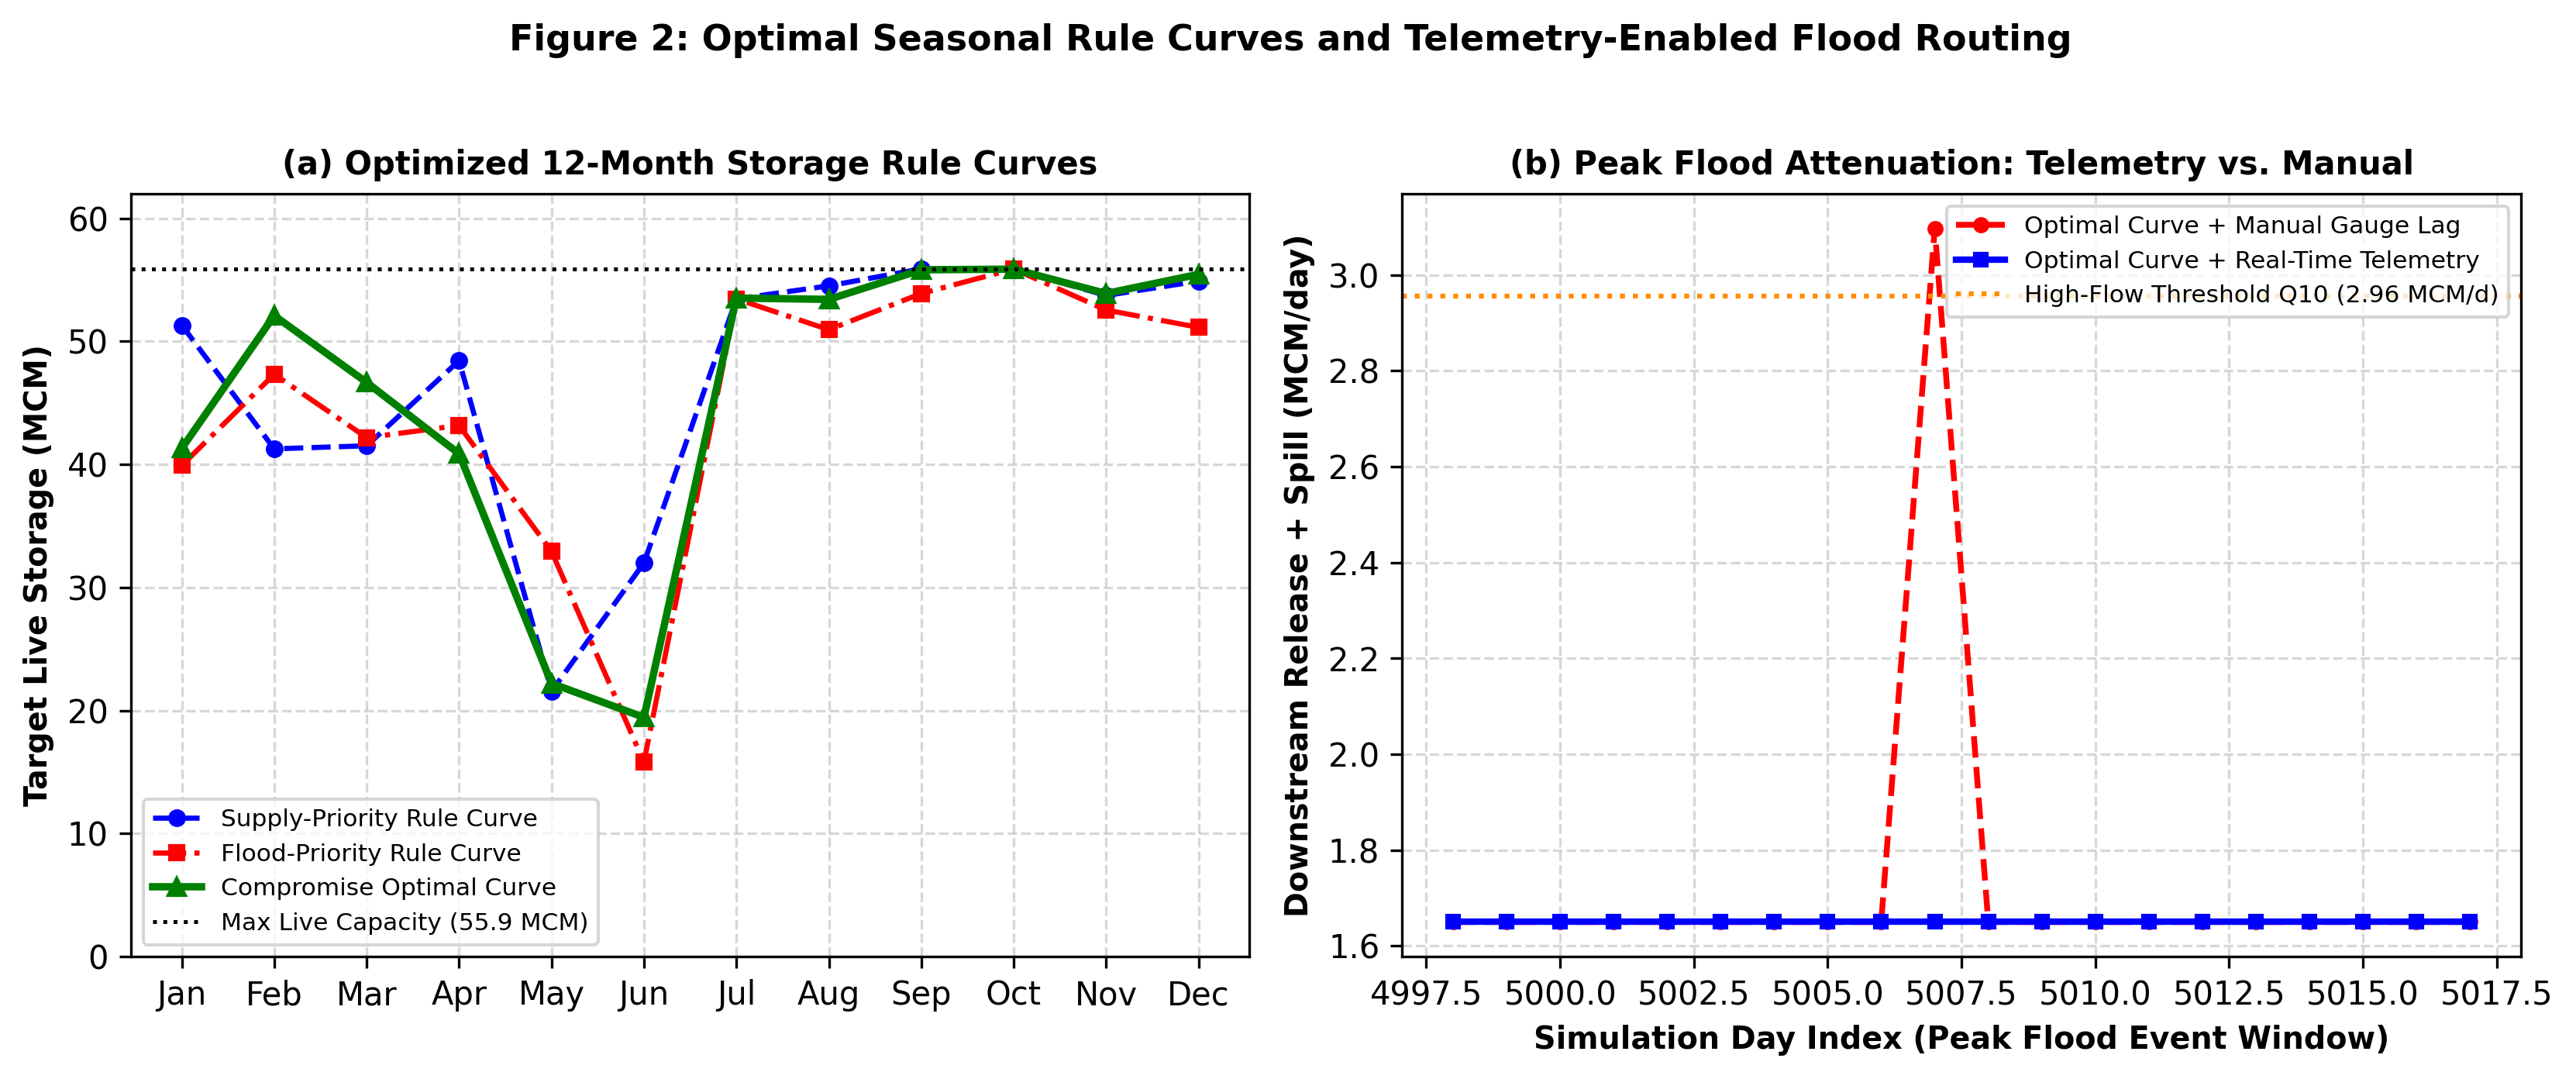 Figure 2: Optimal Seasonal Rule Curves and Telemetry-Enabled Flood Routing
(a) Optimized 12-Month Storage Rule Curves
Target Live Storage (MCM)
60
50
40
30
20
10
0
Supply-Priority Rule Curve
Flood-Priority Rule Curve
Compromise Optimal Curve
Max Live Capacity (55.9 MCM)
Jan Feb Mar Apr May Jun Jul Aug Sep Oct Nov Dec
(b) Peak Flood Attenuation: Telemetry vs. Manual
Downstream Release + Spill (MCM/day)
3.0
2.8
2.6
2.4
2.2
2.0
1.8
1.6
Optimal Curve + Manual Gauge Lag
Optimal Curve + Real-Time Telemetry
High-Flow Threshold Q10 (2.96 MCM/d)
4997.5 5000.0 5002.5 5005.0 5007.5 5010.0 5012.5 5015.0 5017.5
Simulation Day Index (Peak Flood Event Window)